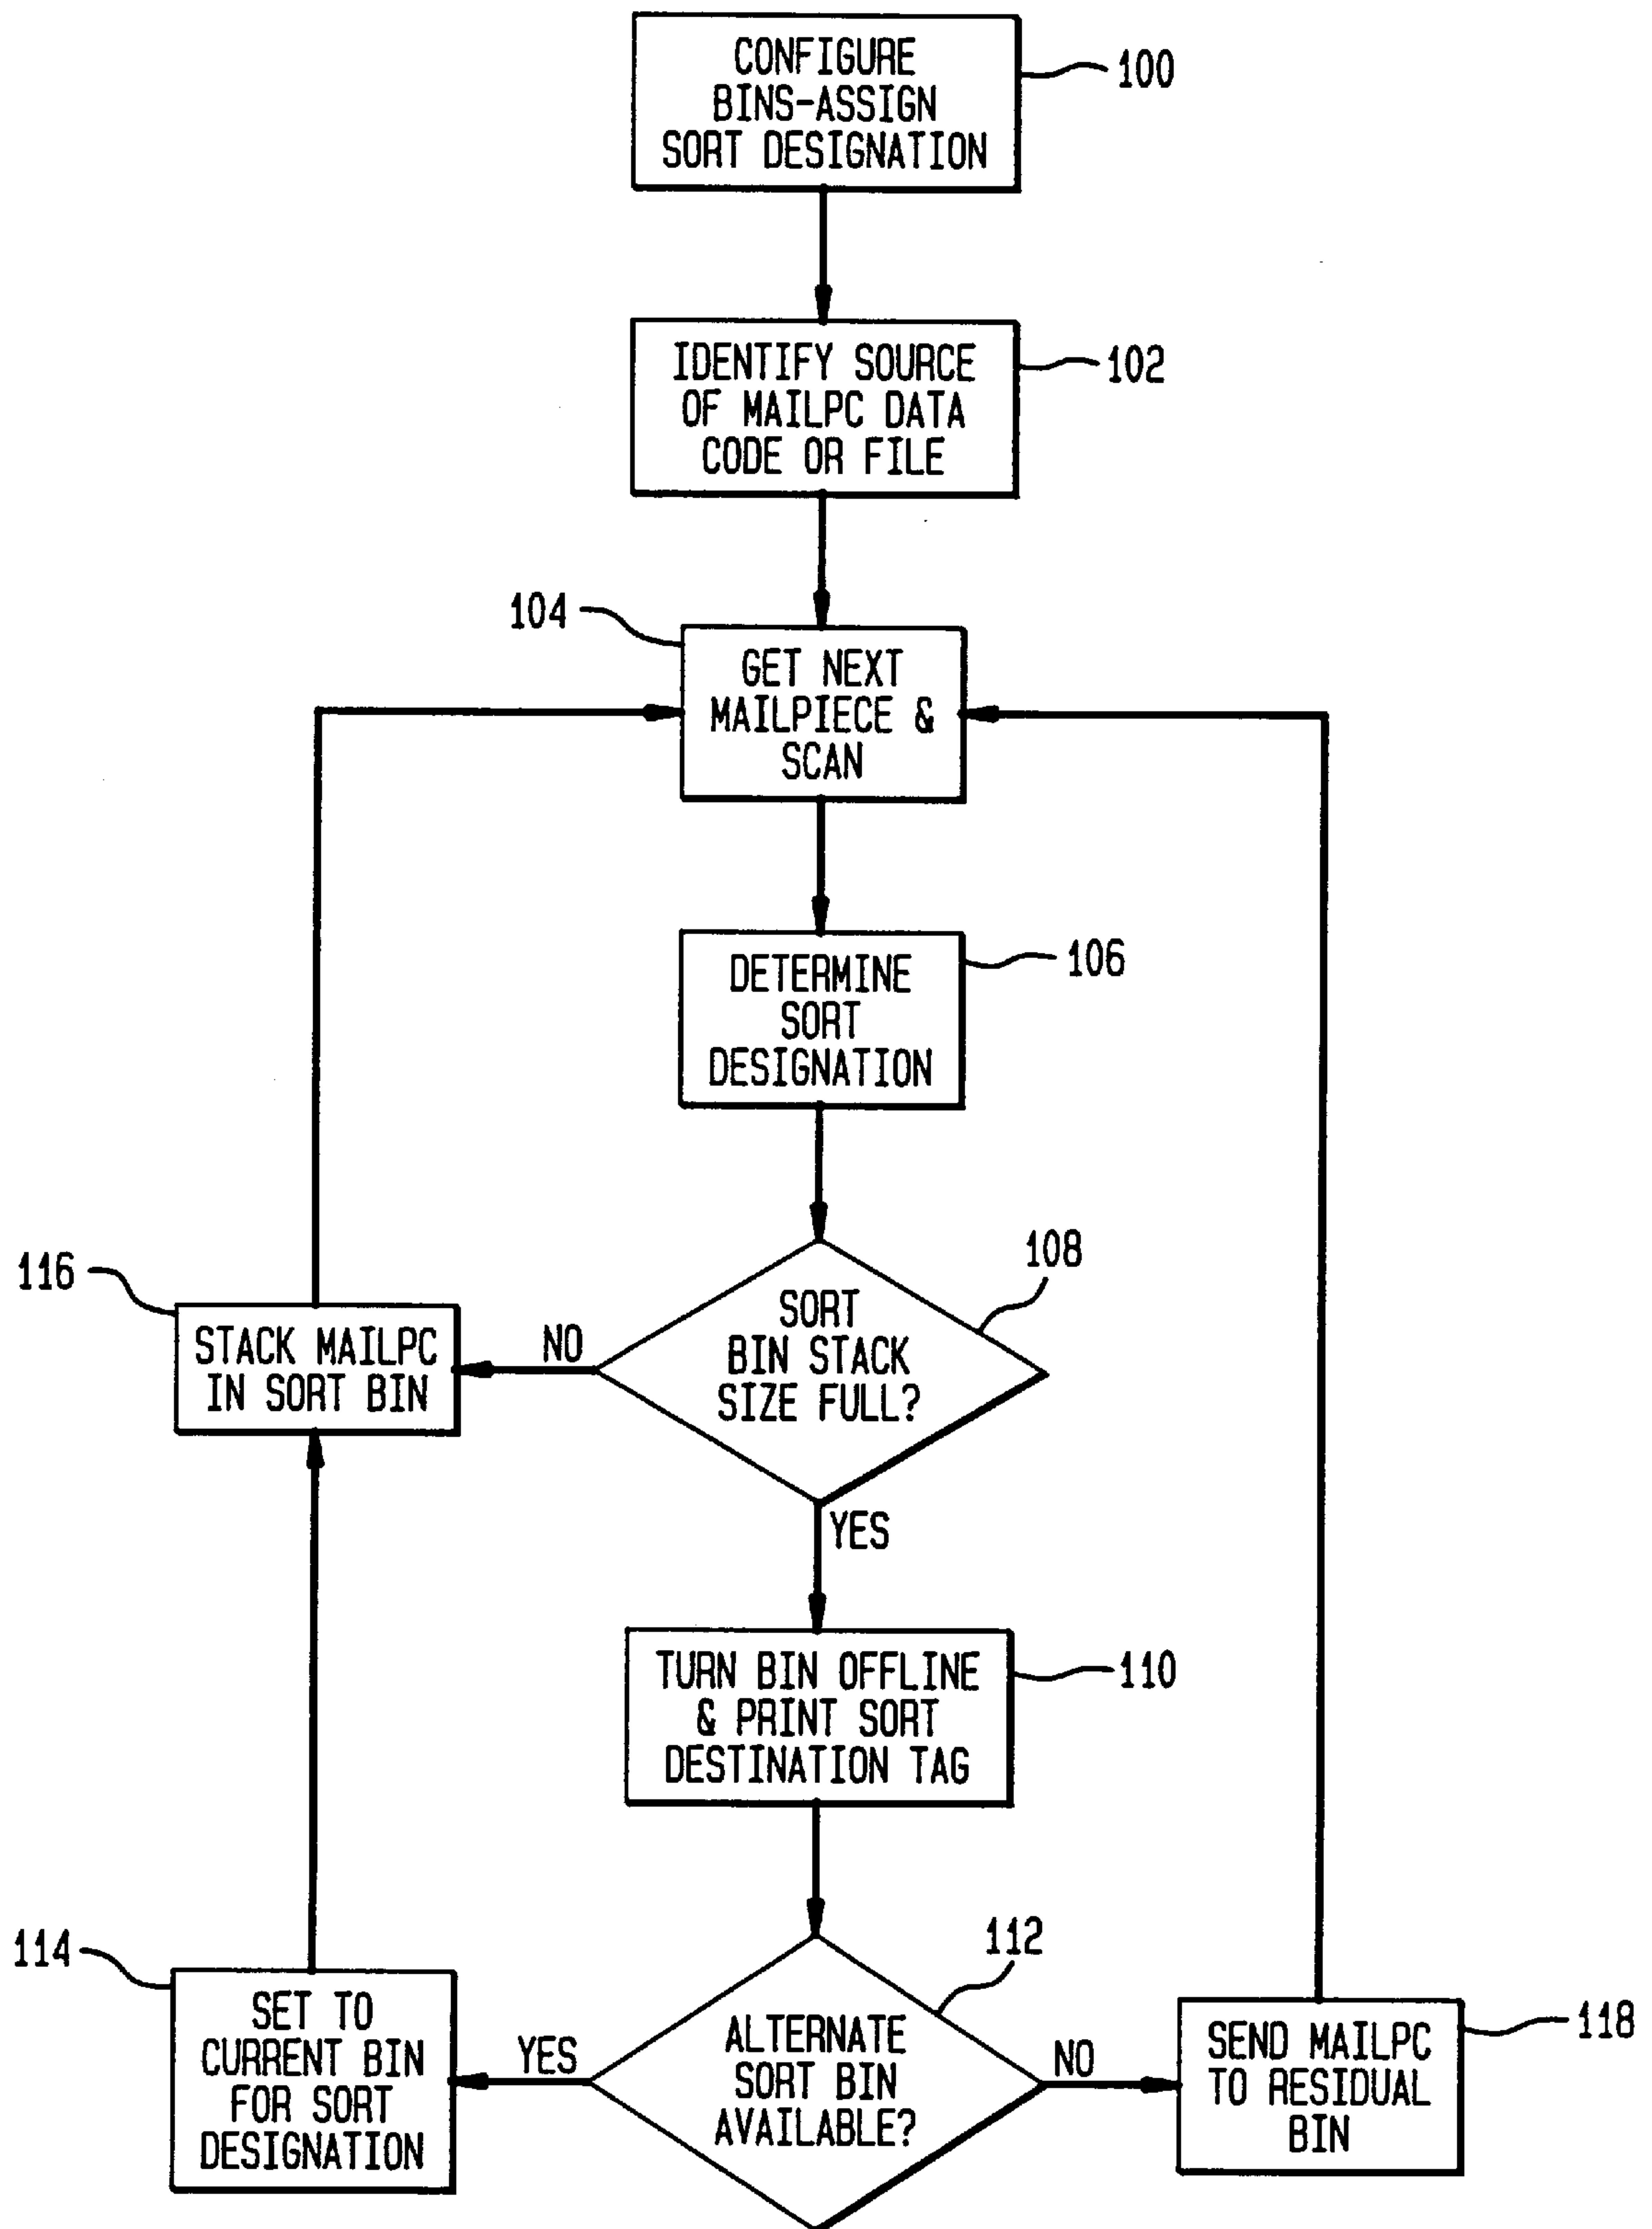 CONFIGURE
BINS-ASSIGN
SORT DESIGNATION
100
IDENTIFY SOURCE
OF MAILPC DATA
CODE OR FILE
102
104
GET NEXT
MAILPIECE &
SCAN
DETERMINE
SORT
DESIGNATION
106
108
SORT
BIN STACK
SIZE FULL?
NO
116
STACK MAILPC
IN SORT BIN
YES
TURN BIN OFFLINE
& PRINT SORT
DESTINATION TAG
110
112
ALTERNATE
SORT BIN
AVAILABLE?
YES
114
SET TO
CURRENT BIN
FOR SORT
DESIGNATION
NO
SEND MAILPC
TO RESIDUAL
BIN
118